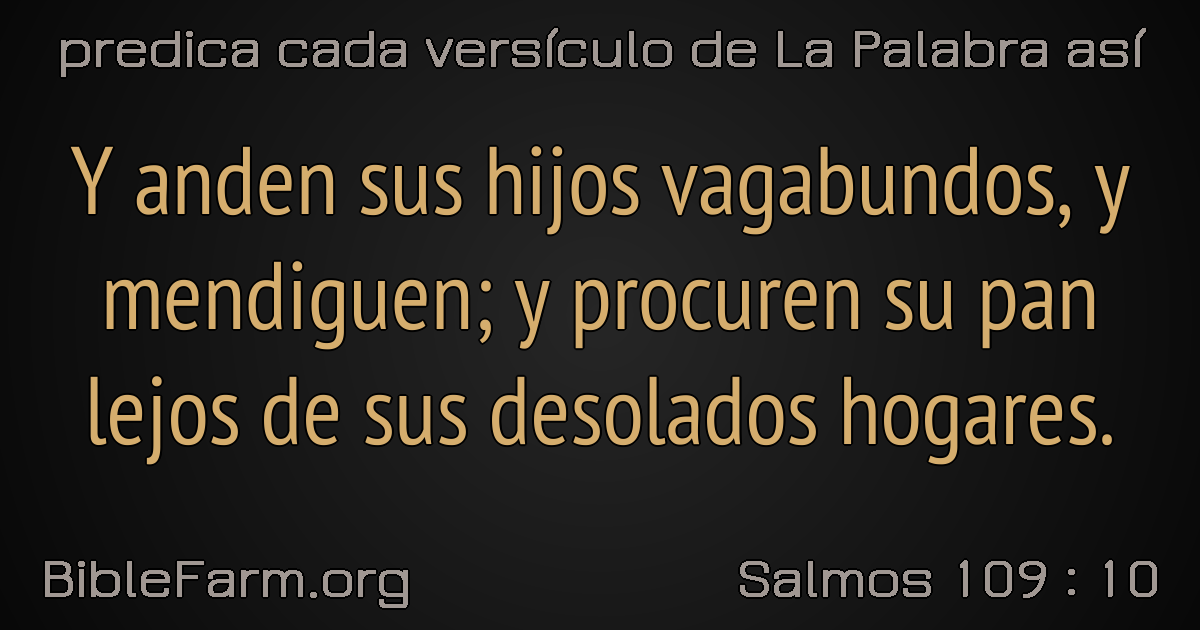 predica cada versículo de La Palabra así
Y anden sus hijos vagabundos, y
mendiguen; y procuren su pan
lejos de sus desolados hogares.
BibleFarm.org
Salmos 109 : 10